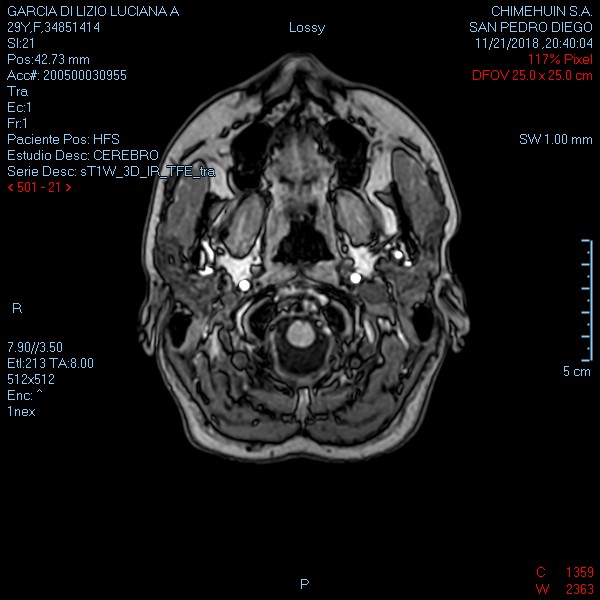 GARCIA DI LIZIO LUCIANA A
29Y,F,34851414
Sl:21
Pos:42.73 mm
Acc#: 200500030955
Tra
Ec:1
Fr:1
Paciente Pos: HFS
Estudio Desc: CEREBRO
Serie Desc: sT1W_3D_IR_TFE_tra
< 501 - 21 >
Lossy
CHIMEHUIN S.A.
SAN PEDRO DIEGO
11/21/2018 ,20:40:04
117% Pixel
DFOV 25.0 x 25.0 cm
SW 1.00 mm
R
7.90//3.50
Etl:213 TA:8.00
512x512
Enc: ^
1nex
5 cm
P
C 1359
W 2363